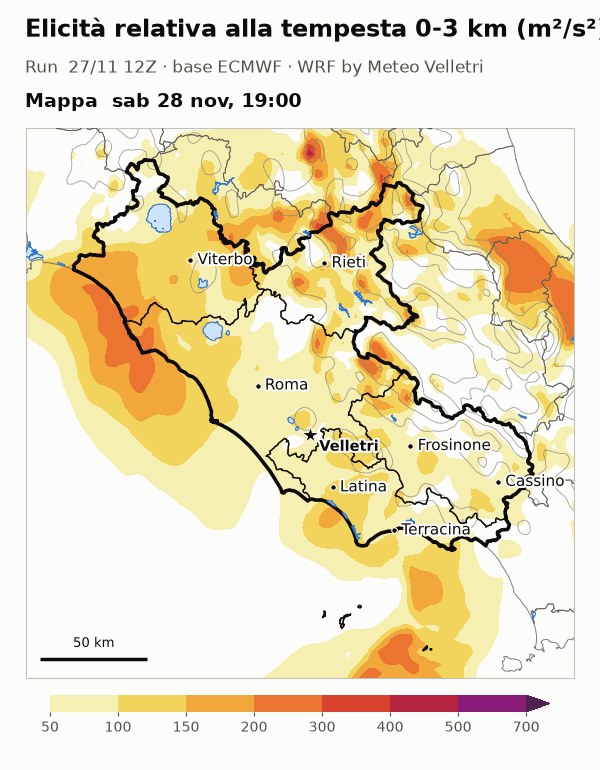 Elicità relativa alla tempesta 0-3 km (m²/s²)
Run 27/11 12Z · base ECMWF · WRF by Meteo Velletri
Mappa sab 28 nov, 19:00
Viterbo
Rieti
Roma
Velletri
Frosinone
Latina
Cassino
Terracina
50 km
50 100 150 200 300 400 500 700